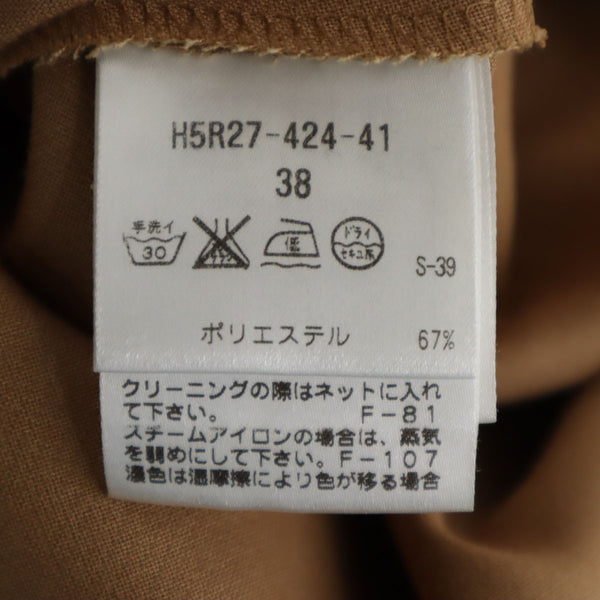 H5R27-424-41
38
手洗イ
30
低
ドライ
セキユ系
S-39
ポリエステル 67%
クリーニングの際はネットに入れ
て下さい。 F-81
スチームアイロンの場合は、蒸気
を弱めにして下さい。F-107
濃色は湿摩擦により色が移る場合